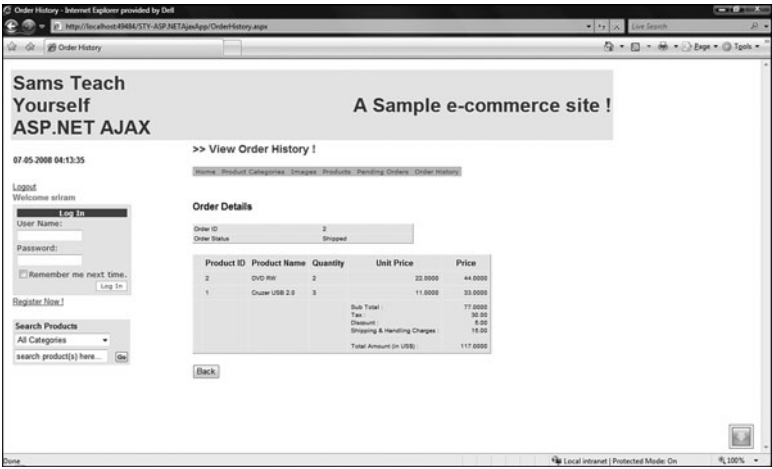 Order History - Internet Explorer provided by Dell
http://localhost:49484/STY-ASP.NETAjaxApp/OrderHistory.aspx
Live Search
Order History
Page
Tools
Sams Teach
Yourself
ASP.NET AJAX
A Sample e-commerce site !
07-05-2008 04:13:35
>> View Order History !
Home Product Categories Images Products Pending Orders Order History
Logout
Welcome sriram
Log In
User Name:
Password:
Remember me next time.
Log In
Register Now !
Search Products
All Categories
search product(s) here...
Go
Order Details
Order ID 2
Order Status Shipped
Product ID Product Name Quantity Unit Price Price
2 DVD RW 2 22.0000 44.0000
1 Cruzer USB 2.0 3 11.0000 33.0000
Sub Total : 77.0000
Tax : 30.00
Discount : 5.00
Shipping & Handling Charges : 15.00
Total Amount (in US$) : 117.0000
Back
Done
Local intranet | Protected Mode: On
100%